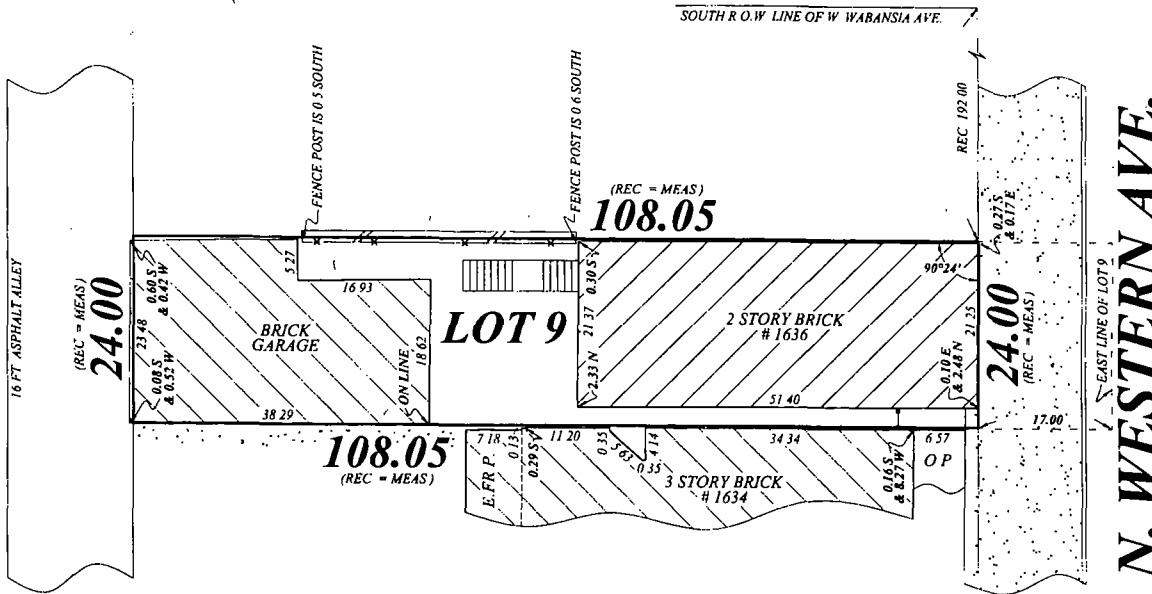 SOUTH R O.W LINE OF W WABANSIA AVE.
FENCE POST IS 0 5 SOUTH
FENCE POST IS 0 6 SOUTH
REC 192 00
(REC = MEAS)
108.05
0.27 S
& 0.17 E
90°24'
16 FT ASPHALT ALLEY
(REC = MEAS)
24.00
0.60 S
& 0.42 W
23 48
0.08 S
& 0.52 W
5 27
16 93
BRICK
GARAGE
18 62
ON LINE
38 29
LOT 9
0.30 S
21 37
2.33 N
2 STORY BRICK
# 1636
21 25
0.10 E
& 2.48 N
51 40
24.00
(REC = MEAS)
EAST LINE OF LOT 9
17.00
N. WESTERN AVE.
108.05
(REC = MEAS)
7 18
0 13
E.FR P.
0.29 S
11 20
0 35
5 63
0 35
4 14
34 34
3 STORY BRICK
# 1634
0.16 S
& 8.27 W
6 57
O P